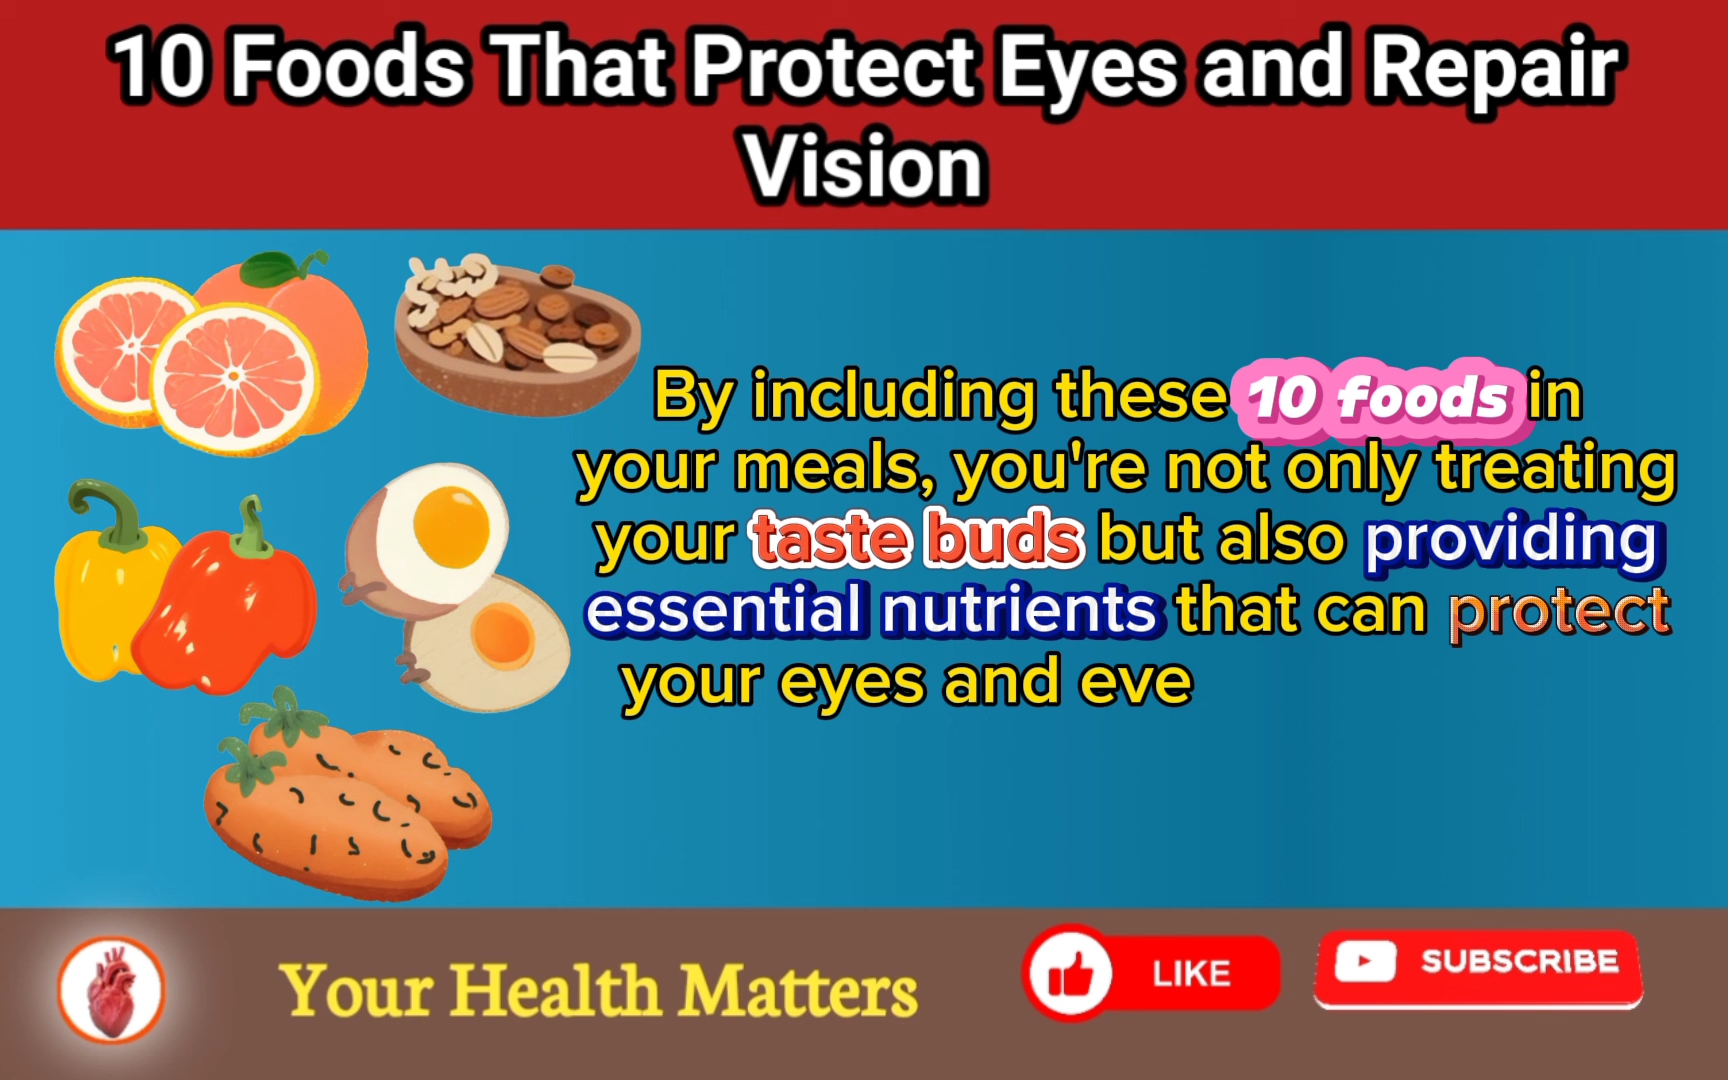 10 Foods That Protect Eyes and Repair
Vision
By including these 10 foods in
your meals, you're not only treating
your taste buds but also providing
essential nutrients that can protect
your eyes and eve
Your Health Matters
LIKE
SUBSCRIBE